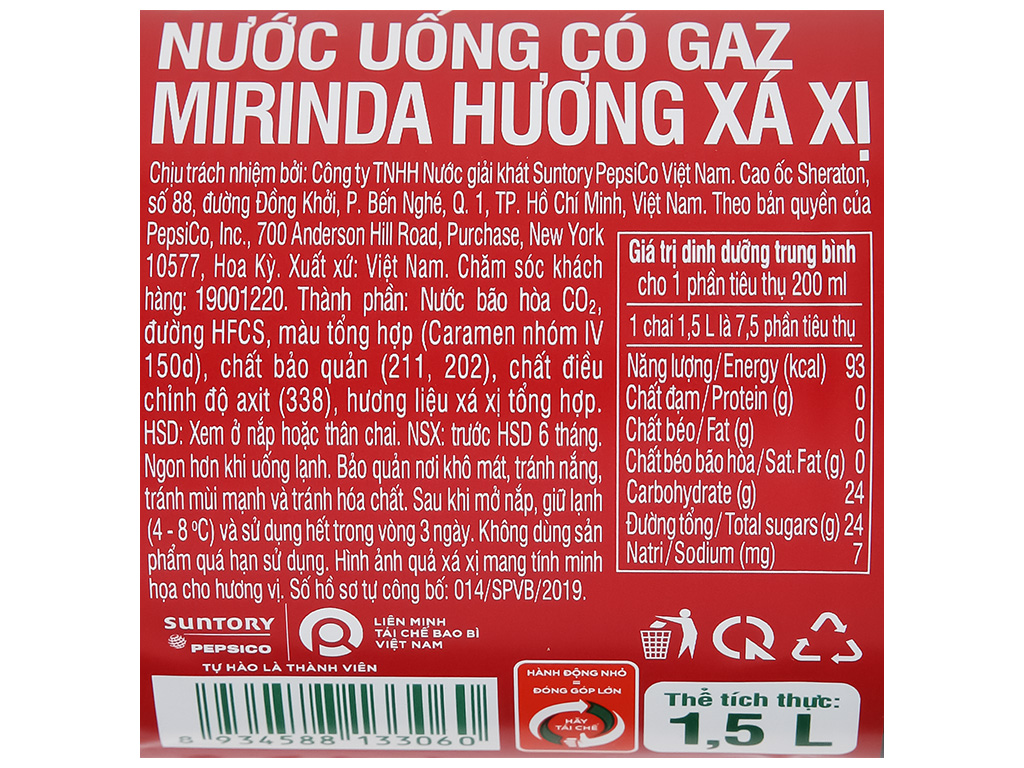 NƯỚC UỐNG CÓ GAZ
MIRINDA HƯƠNG XÁ XỊ
Chịu trách nhiệm bởi: Công ty TNHH Nước giải khát Suntory PepsiCo Việt Nam. Cao ốc Sheraton,
số 88, đường Đồng Khởi, P. Bến Nghé, Q. 1, TP. Hồ Chí Minh, Việt Nam. Theo bản quyền của
PepsiCo, Inc., 700 Anderson Hill Road, Purchase, New York
10577, Hoa Kỳ. Xuất xứ: Việt Nam. Chăm sóc khách
hàng: 19001220. Thành phần: Nước bão hòa CO₂,
đường HFCS, màu tổng hợp (Caramen nhóm IV
150d), chất bảo quản (211, 202), chất điều
chỉnh độ axit (338), hương liệu xá xị tổng hợp.
HSD: Xem ở nắp hoặc thân chai. NSX: trước HSD 6 tháng.
Ngon hơn khi uống lạnh. Bảo quản nơi khô mát, tránh nắng,
tránh mùi mạnh và tránh hóa chất. Sau khi mở nắp, giữ lạnh
(4 - 8 ºC) và sử dụng hết trong vòng 3 ngày. Không dùng sản
phẩm quá hạn sử dụng. Hình ảnh quả xá xị mang tính minh
họa cho hương vị. Số hồ sơ tự công bố: 014/SPVB/2019.
Giá trị dinh dưỡng trung bình
cho 1 phần tiêu thụ 200 ml
1 chai 1,5 L là 7,5 phần tiêu thụ
Năng lượng/Energy (kcal) 93
Chất đạm/Protein (g) 0
Chất béo/Fat (g) 0
Chất béo bão hòa/Sat. Fat (g) 0
Carbohydrate (g) 24
Đường tổng/Total sugars (g) 24
Natri/Sodium (mg) 7
SUNTORY
PEPSICO
LIÊN MINH
TÁI CHẾ BAO BÌ
VIỆT NAM
TỰ HÀO LÀ THÀNH VIÊN
8 934588 133060
HÀNH ĐỘNG NHỎ
=
ĐÓNG GÓP LỚN
HÃY
TÁI CHẾ
Thể tích thực:
1,5 L